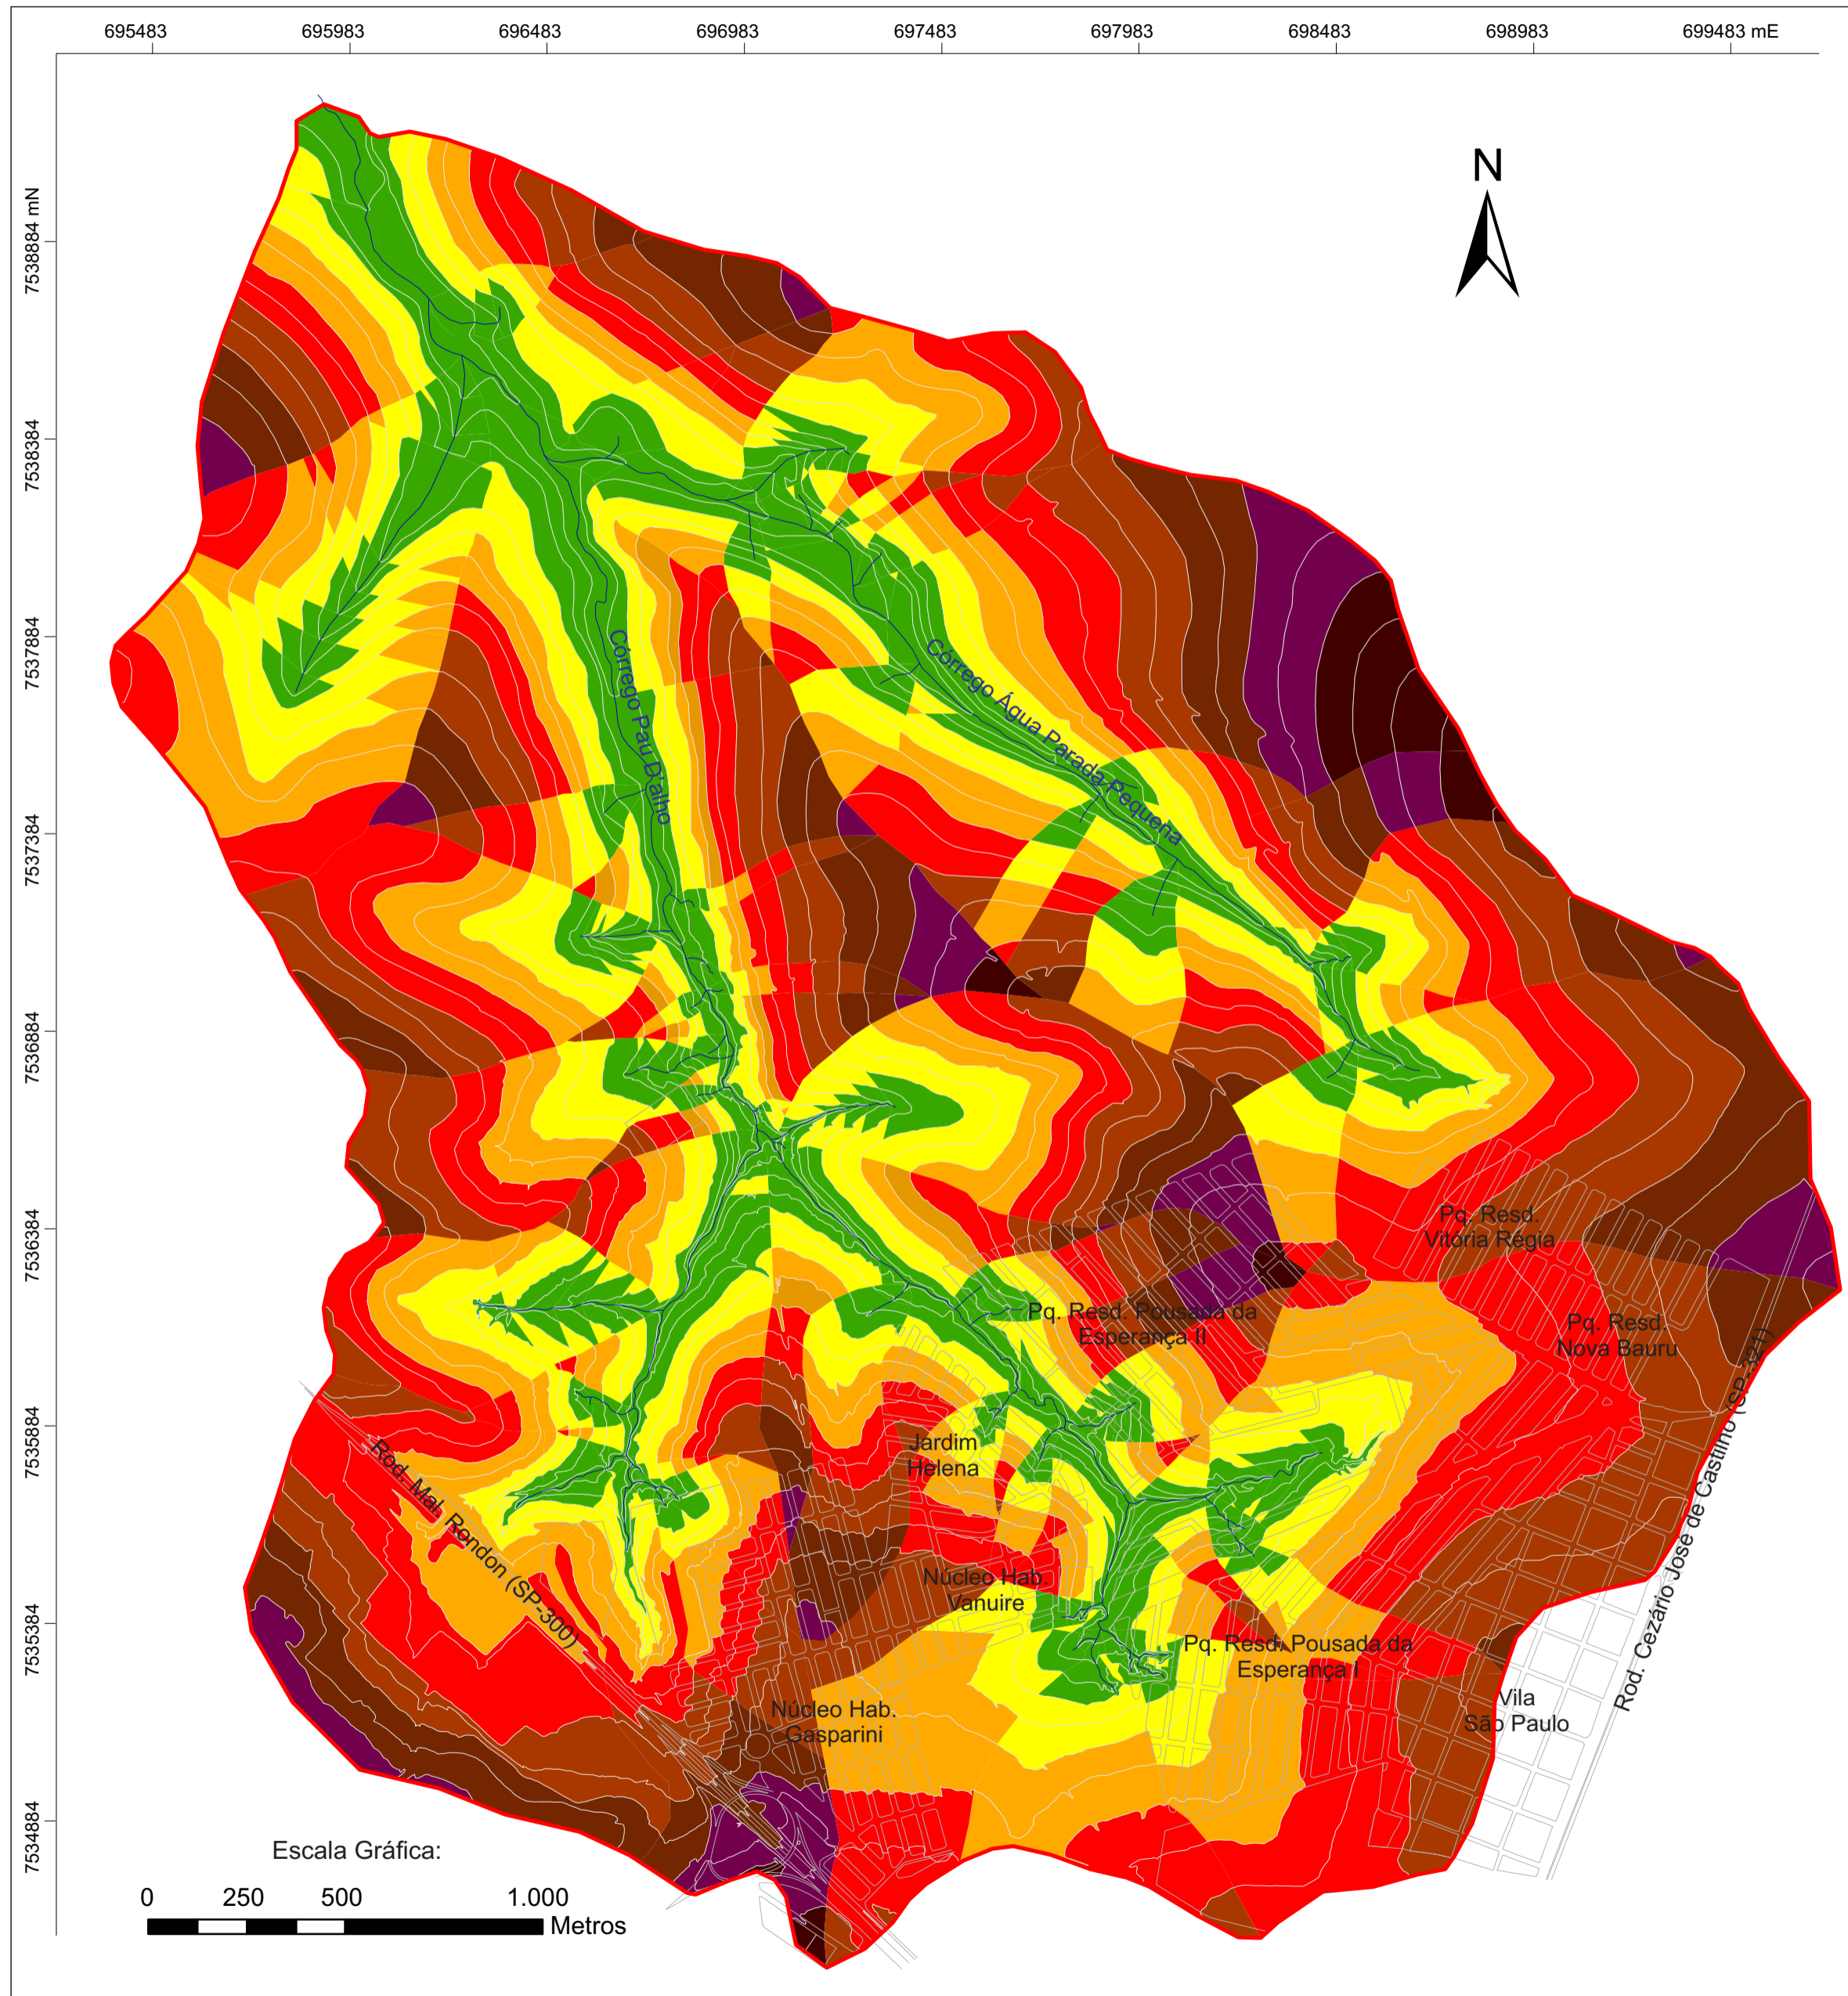 695483
695983
696483
696983
697483
697983
698483
698983
699483 mE
N
7538884 mN
7538384
7537884
7537384
7536884
7536384
7535884
7535384
7534884
Córrego Pau D'alho
Córrego Água Parada Pequena
Pq. Resd.
Vitória Régia
Pq. Resd. Pousada da
Esperança II
Pq. Resd.
Nova Bauru
Jardim
Helena
Rod. Mal. Rondon (SP-300)
Núcleo Hab.
Vanuire
Pq. Resd. Pousada da
Esperança I
Rod. Cezário José de Castilho (SP-321)
Vila
São Paulo
Núcleo Hab.
Gasparini
Escala Gráfica:
0 250 500 1.000
Metros